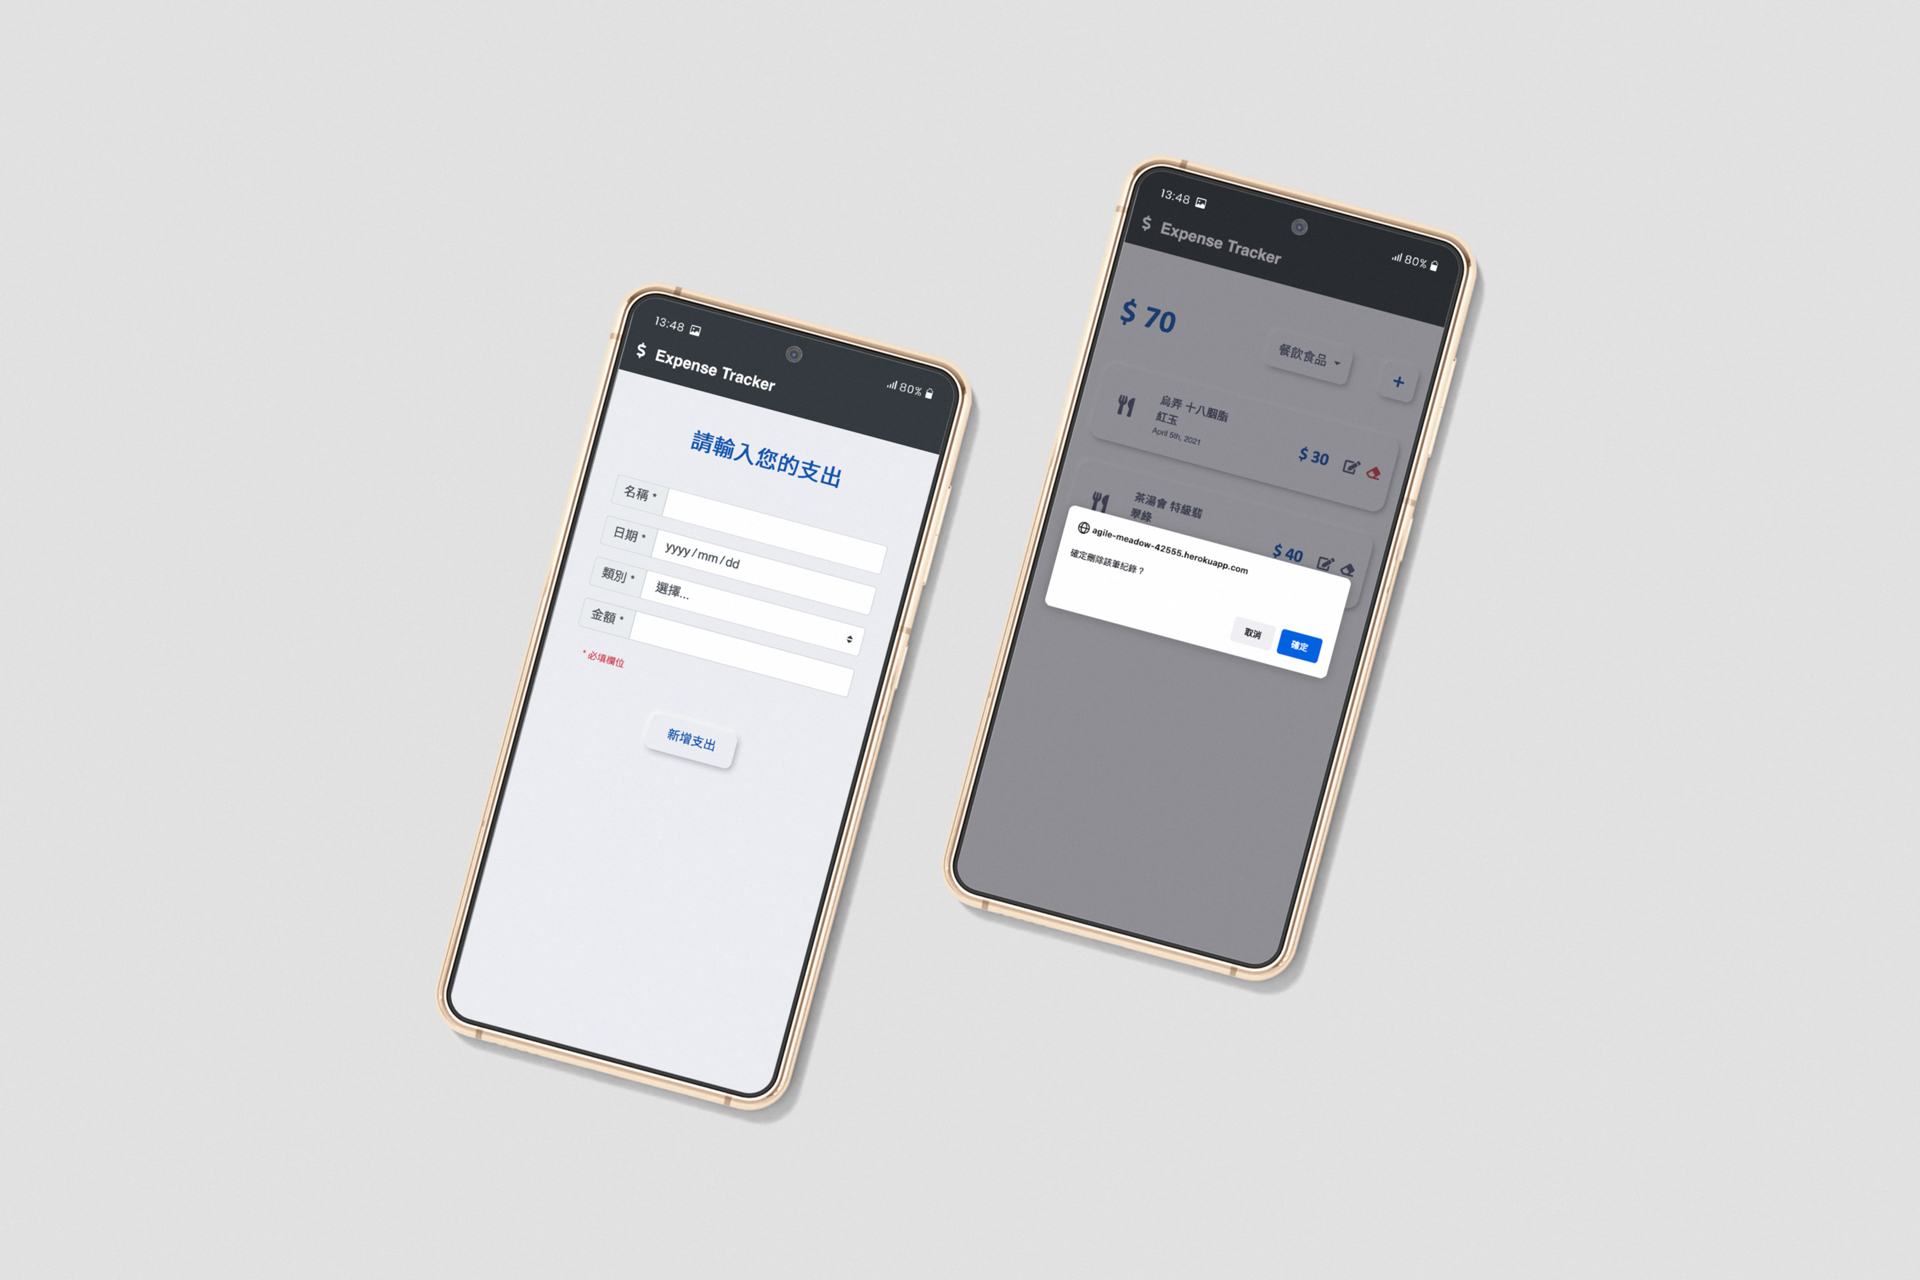 13:48
80%
$ Expense Tracker
請輸入您的支出
名稱 *
日期 * yyyy/mm/dd
類別 * 選擇...
金額 *
* 必填欄位
新增支出
13:48
80%
$ Expense Tracker
$ 70
餐飲食品
+
烏弄 十八胭脂
紅玉
April 5th, 2021
$ 30
茶湯會 特級翡
翠綠
$ 40
agile-meadow-42555.herokuapp.com
確定刪除該筆紀錄？
取消
確定